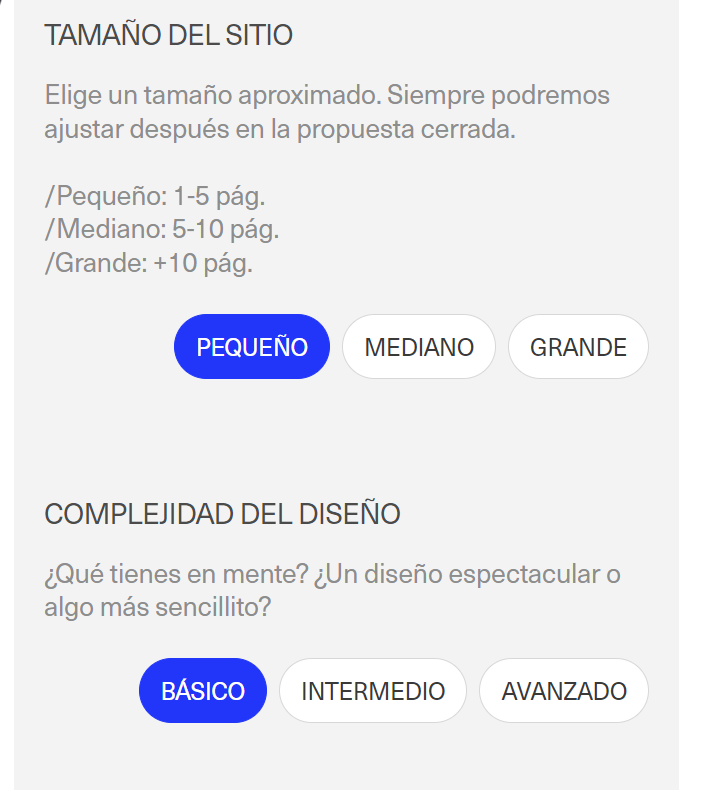 TAMAÑO DEL SITIO
Elige un tamaño aproximado. Siempre podremos
ajustar después en la propuesta cerrada.
/Pequeño: 1-5 pág.
/Mediano: 5-10 pág.
/Grande: +10 pág.
PEQUEÑO MEDIANO GRANDE
COMPLEJIDAD DEL DISEÑO
¿Qué tienes en mente? ¿Un diseño espectacular o
algo más sencillito?
BÁSICO INTERMEDIO AVANZADO